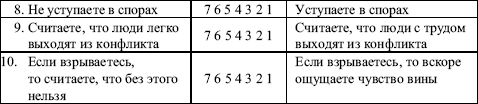 8. Не уступаете в спорах 7 6 5 4 3 2 1 Уступаете в спорах
9. Считаете, что люди легко выходят из конфликта 7 6 5 4 3 2 1 Считаете, что люди с трудом выходят из конфликта
10. Если взрываетесь, то считаете, что без этого нельзя 7 6 5 4 3 2 1 Если взрываетесь, то вскоре ощущаете чувство вины